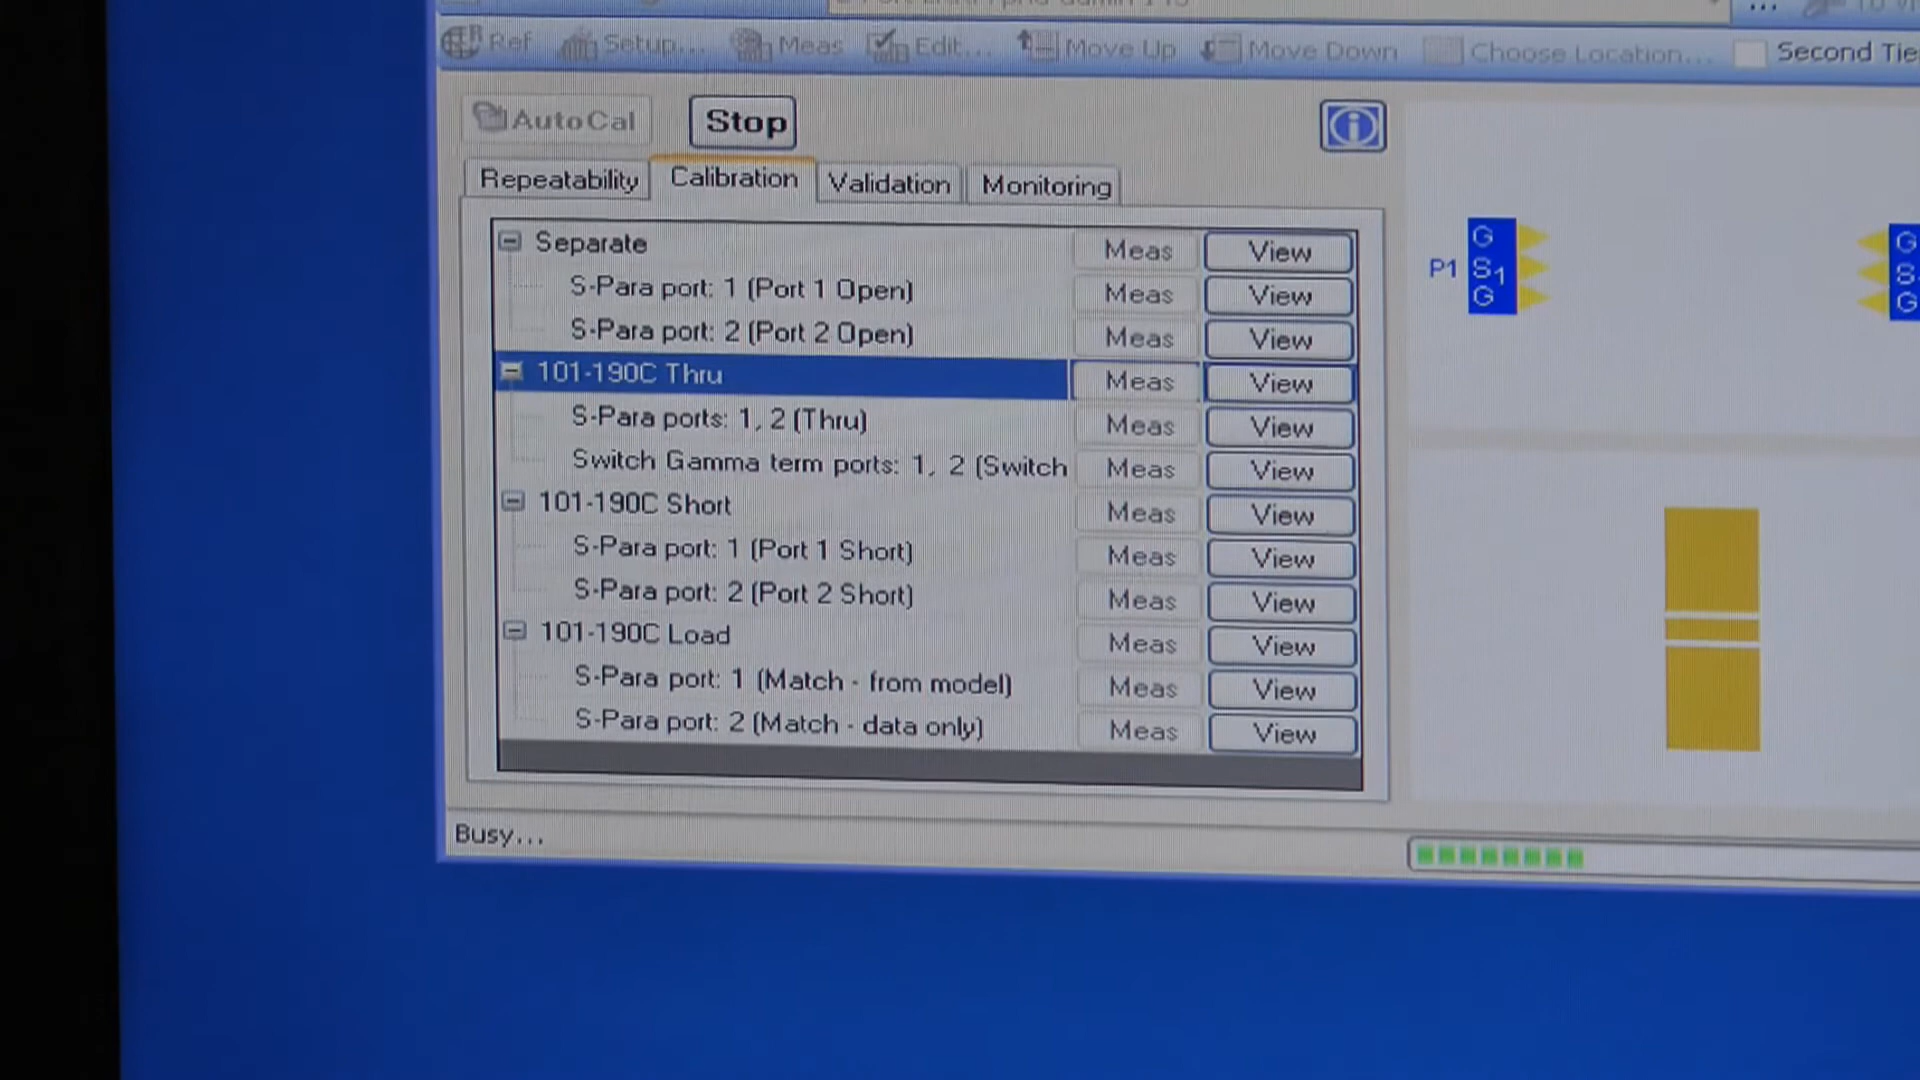 Ref Setup... Meas Edit... Move Up Move Down Choose Location... Second Tie
AutoCal Stop
Repeatability Calibration Validation Monitoring
Separate Meas View
S-Para port: 1 (Port 1 Open) Meas View
S-Para port: 2 (Port 2 Open) Meas View
101-190C Thru Meas View
S-Para ports: 1, 2 (Thru) Meas View
Switch Gamma term ports: 1, 2 (Switch Meas View
101-190C Short Meas View
S-Para port: 1 (Port 1 Short) Meas View
S-Para port: 2 (Port 2 Short) Meas View
101-190C Load Meas View
S-Para port: 1 (Match - from model) Meas View
S-Para port: 2 (Match - data only) Meas View
Busy...
G
P1 S1
G
G
S
G